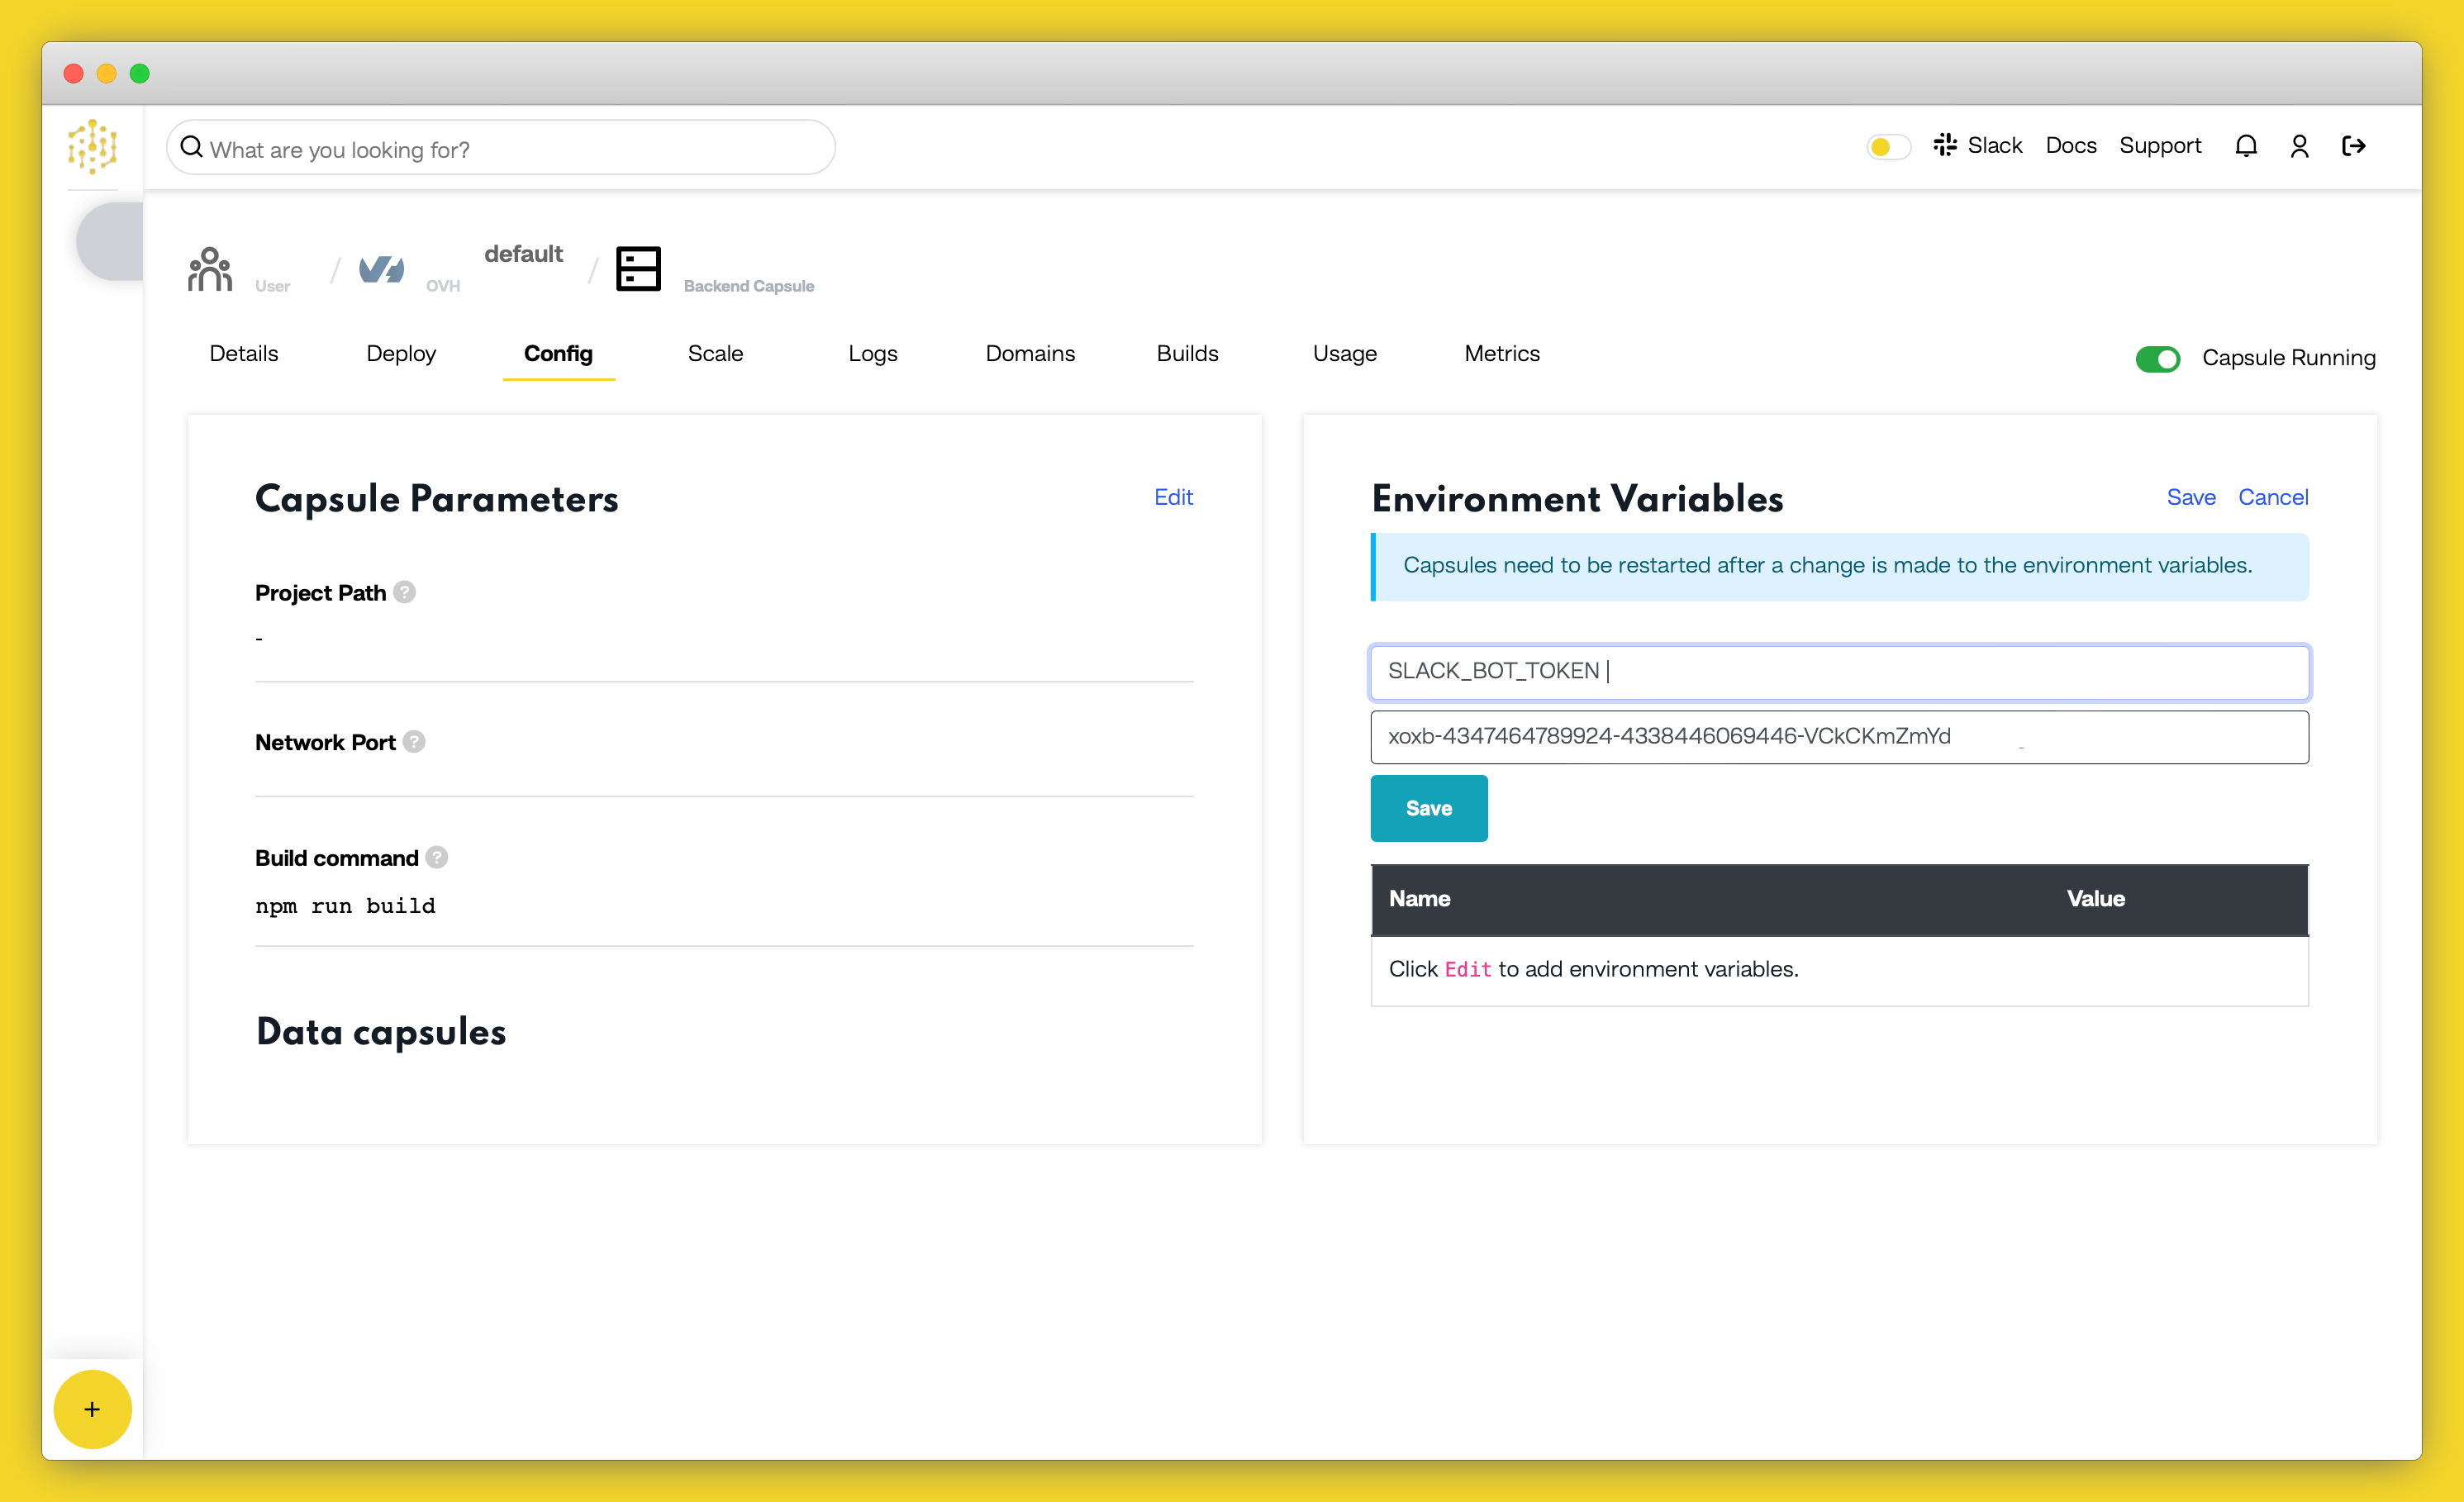 What are you looking for?
Slack Docs Support
User / OVH default / Backend Capsule
Details Deploy Config Scale Logs Domains Builds Usage Metrics Capsule Running
Capsule Parameters Edit
Project Path ?
-
Network Port ?
Build command ?
npm run build
Data capsules
Environment Variables Save Cancel
Capsules need to be restarted after a change is made to the environment variables.
SLACK_BOT_TOKEN
xoxb-4347464789924-4338446069446-VCkCKmZmYd
Save
Name Value
Click Edit to add environment variables.
+